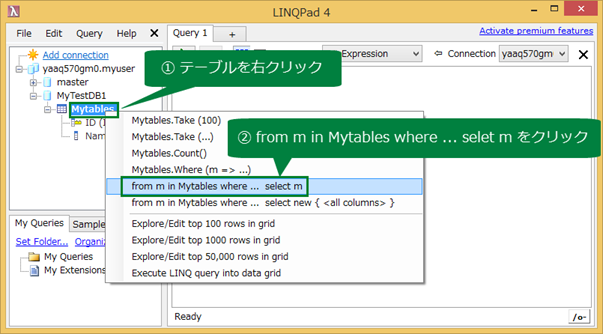 LINQPad 4
File Edit Query Help
Query 1 +
Activate premium features
Add connection
yaaq570gm0.myuser
master
MyTestDB1
Mytables
ID (I
Nam
① テーブルを右クリック
Expression
Connection yaaq570gm0
Mytables.Take (100)
Mytables.Take (...)
Mytables.Count()
Mytables.Where (m => ...)
from m in Mytables where ... select m
from m in Mytables where ... select new { <all columns> }
Explore/Edit top 100 rows in grid
Explore/Edit top 1000 rows in grid
Explore/Edit top 50,000 rows in grid
Execute LINQ query into data grid
② from m in Mytables where ... selet m をクリック
My Queries Sample
Set Folder... Organiz
My Queries
My Extensions
Ready
/o-